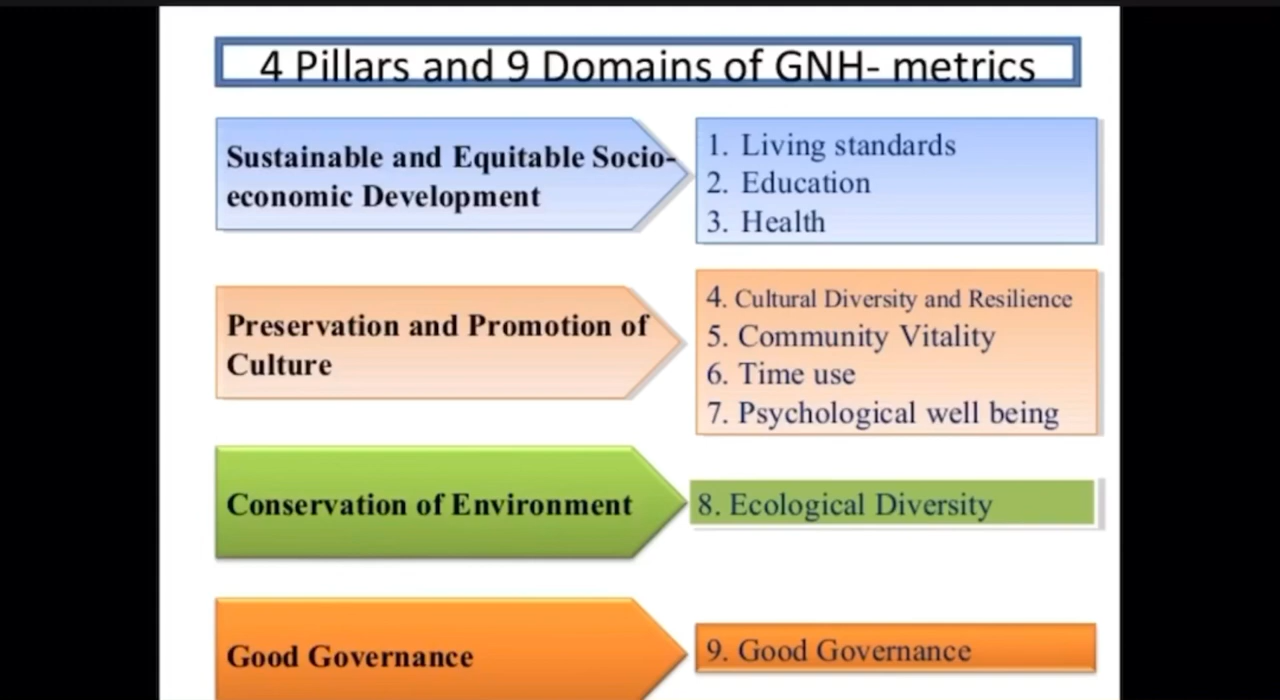 4 Pillars and 9 Domains of GNH- metrics
Sustainable and Equitable Socio-
economic Development
1. Living standards
2. Education
3. Health
Preservation and Promotion of
Culture
4. Cultural Diversity and Resilience
5. Community Vitality
6. Time use
7. Psychological well being
Conservation of Environment
8. Ecological Diversity
Good Governance
9. Good Governance